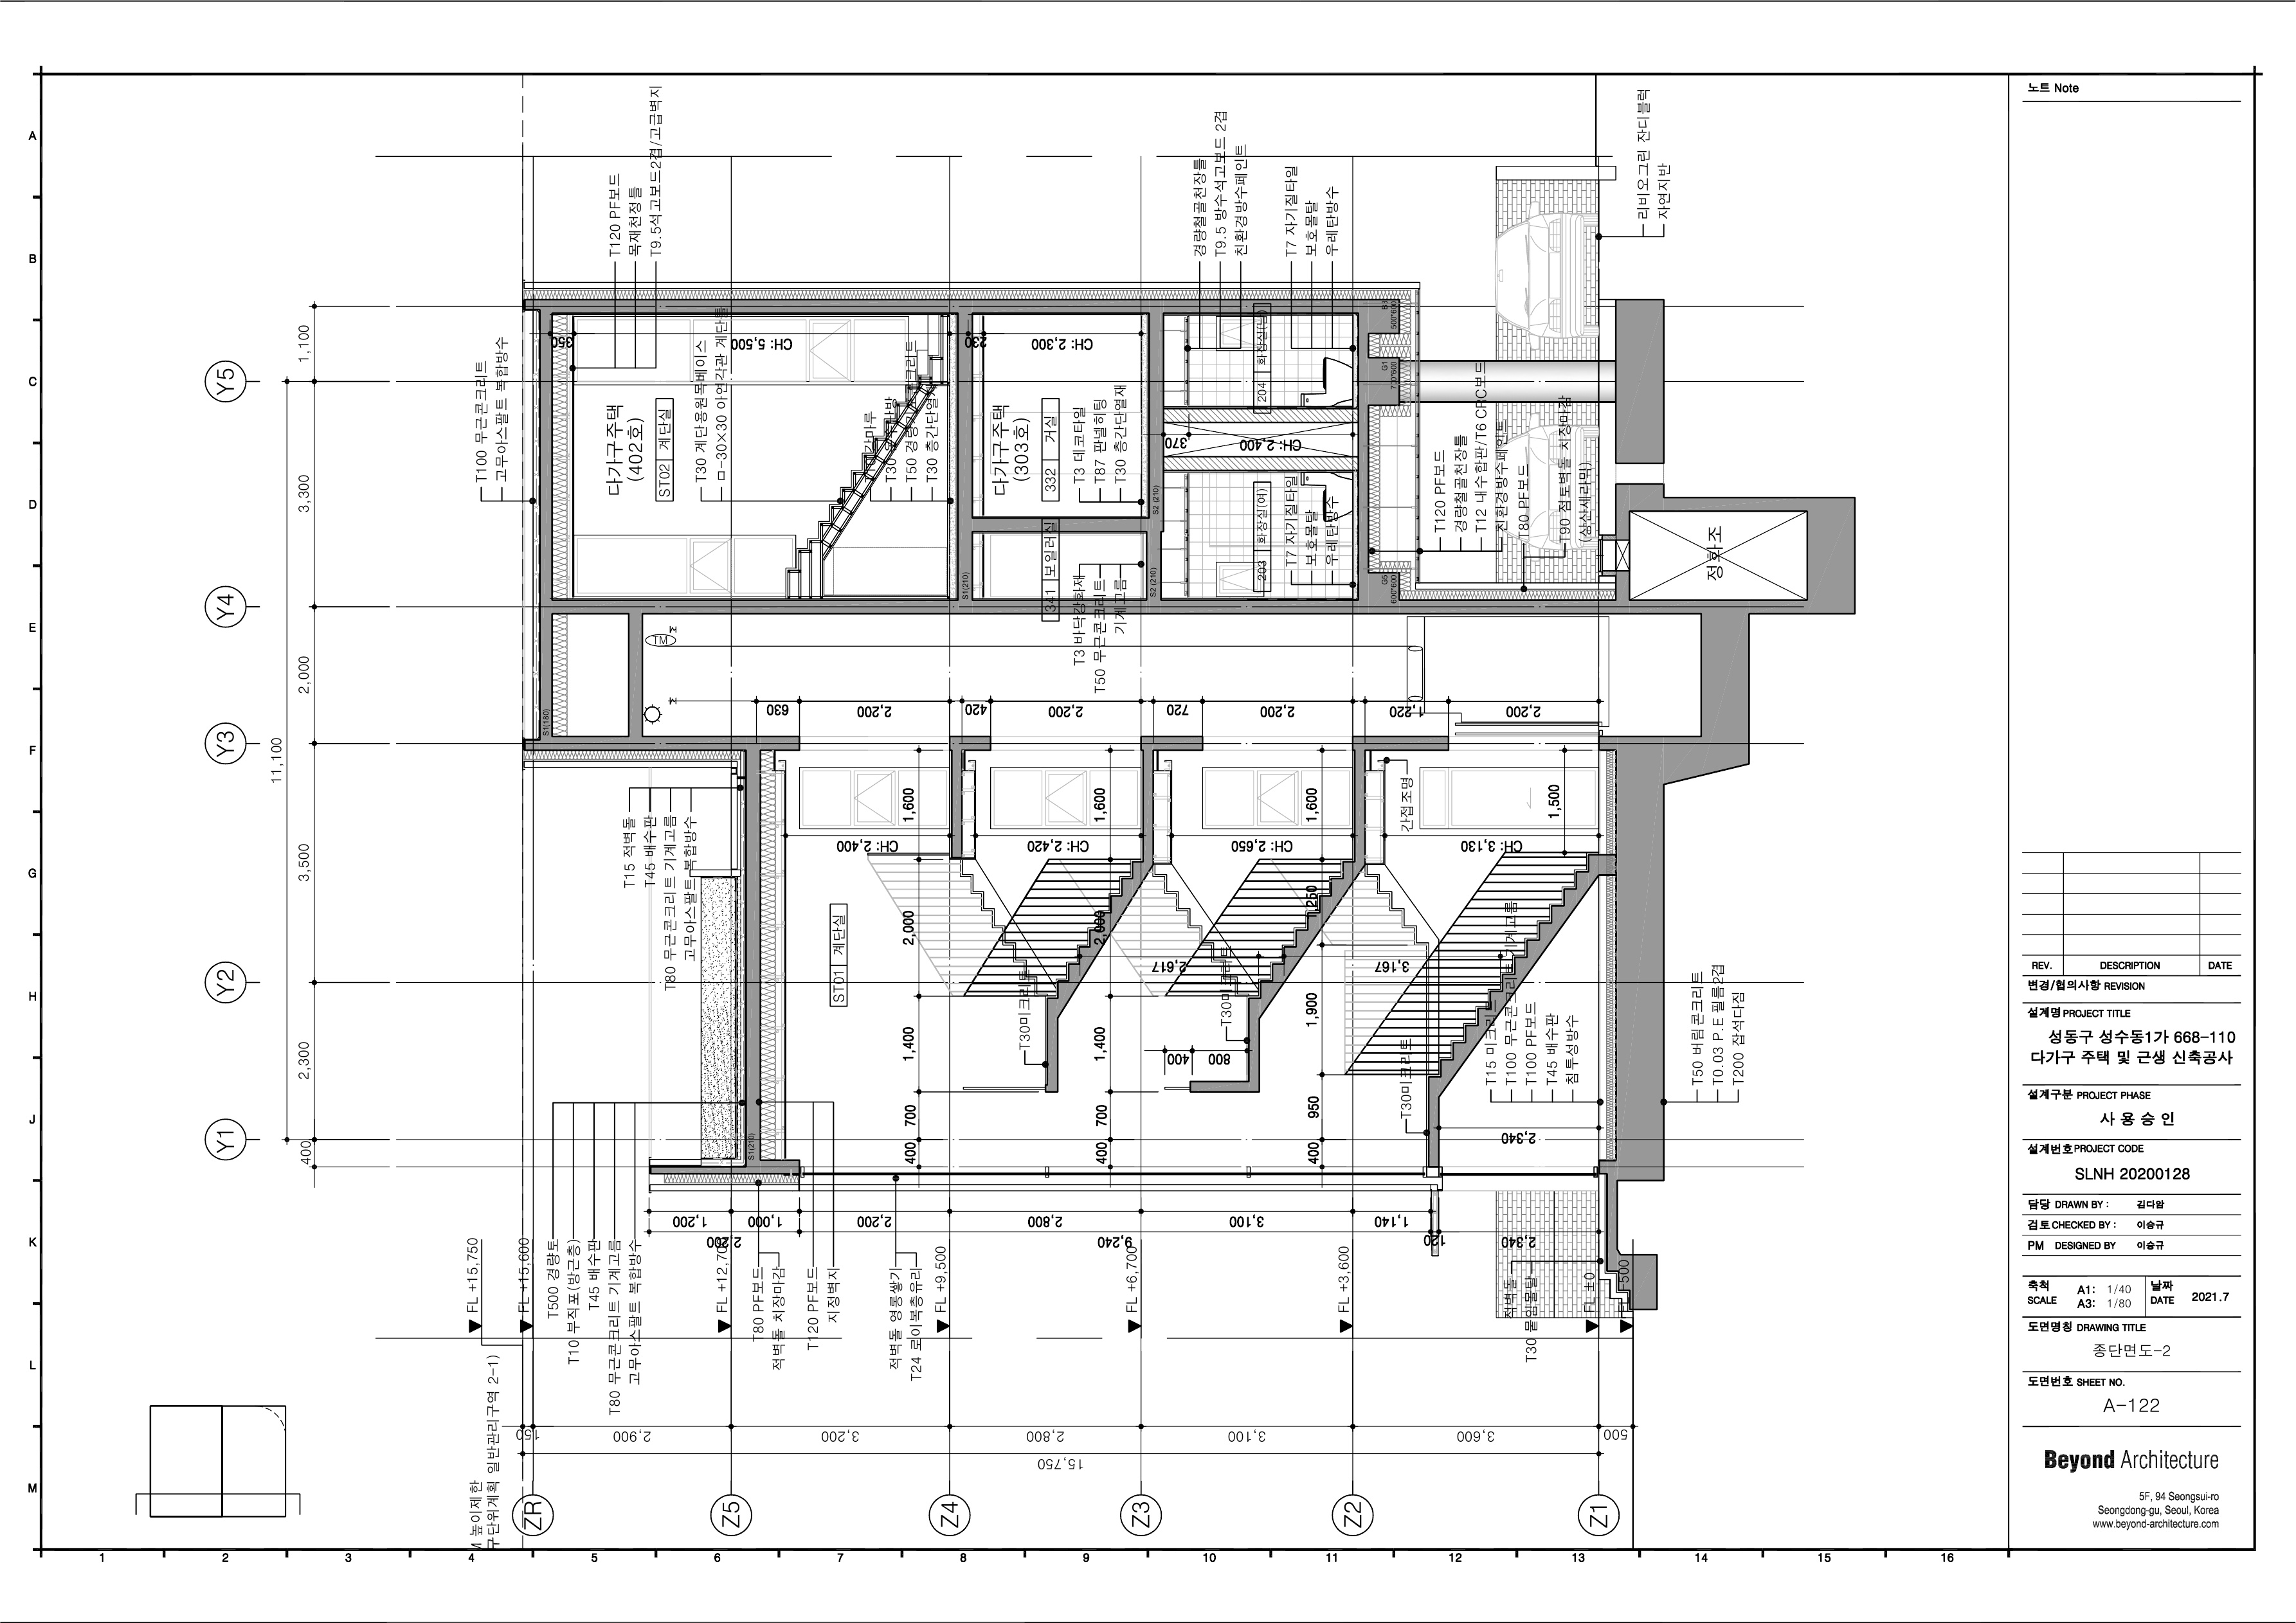 노트 Note
REV. DESCRIPTION DATE
변경/협의사항 REVISION
설계명 PROJECT TITLE
성동구 성수동1가 668-110
다가구 주택 및 근생 신축공사
설계구분 PROJECT PHASE
사 용 승 인
설계번호 PROJECT CODE
SLNH 20200128
담당 DRAWN BY : 김다왐
검토 CHECKED BY : 이승규
PM DESIGNED BY 이승규
축척 SCALE
A1: 1/40
A3: 1/80
날짜 DATE
2021.7
도면명칭 DRAWING TITLE
종단면도-2
도면번호 SHEET NO.
A-122
Beyond Architecture
5F, 94 Seongsui-ro
Seongdong-gu, Seoul, Korea
www.beyond-architecture.com
A
B
C
D
E
F
G
H
J
K
L
M
1 2 3 4 5 6 7 8 9 10 11 12 13 14 15 16
Y5
Y4
Y3
Y2
Y1
1,100
3,300
2,000
3,500
2,300
400
11,100
ZR
Z5
Z4
Z3
Z2
Z1
150
2,900
3,200
2,800
3,100
3,600
500
15,750
T100 무근콘크리트
고무아스팔트 복합방수
T120 PF보드
목재천정틀
T9.5석고보드2겹/고급벽지
경량철골천장틀
T9.5 방수석고보드 2겹
친환경방수페인트
T7 자기질타일
보호몰탈
우레탄방수
리비오그린 잔디블럭
자연지반
350
CH: 5,500
230
CH: 2,300
370
CH: 2,400
다가구주택
(402호)
ST02 계단실
T30 계단용원목베이스
ㅁ-30×30 아연각관 계단틀
다가구주택
(303호)
332 거실
T3 데코타일
T87 판넬히팅
T30 층간단열재
341 보일러실
T3 바닥강화재
T50 무근콘크리트
기계고름
204
203 화장실(여)
T7 자기질타일
보호몰탈
우레탄방수
T120 PF보드
경량철골천장틀
T12 내수합판/T6 CRC보드
친환경방수페인트
T80 PF보드
T90 점토벽돌 치장마감
(삼산세라믹)
정화조
S1(180)
S1(210)
S2 (210)
S2 (210)
S1(210)
G1
700*600
G5
600*600
500*600
TM
630
2,200
420
2,200
720
2,200
1,220
2,200
T15 적벽돌
T45 배수판
T80 무근콘크리트 기계고름
고무아스팔트 복합방수
1,600
1,600
1,600
1,500
간접조명
CH: 2,400
CH: 2,420
CH: 2,650
CH: 3,130
ST01 계단실
2,000
2,000
1,250
2,617
3,167
1,400
1,400
1,900
400
800
700
700
950
400
400
400
2,340
T30미크리트
T30미크리트
T30미크리트
T15 미크리트
T100 무근콘크리트 기계고름
T100 PF보드
T45 배수판
침투성방수
T50 버림콘크리트
T0.03 P.E 필름2겹
T200 잡석다짐
1,200
1,000
2,200
2,800
3,100
1,140
2,200
9,240
120
2,340
FL +15,750
FL +15,600
FL +12,700
FL +9,500
FL +6,700
FL +3,600
FL ±0
T500 경량토
T10 부직포(방근층)
T45 배수판
T80 무근콘크리트 기계고름
고무아스팔트 복합방수
T80 PF보드
적벽돌 치장마감
T120 PF보드
지정벽지
적벽돌 영롱쌓기
T24 로이복층유리
적벽돌
T30 붙임몰탈
높이제한
구단위계획 일반관리구역 2-1)